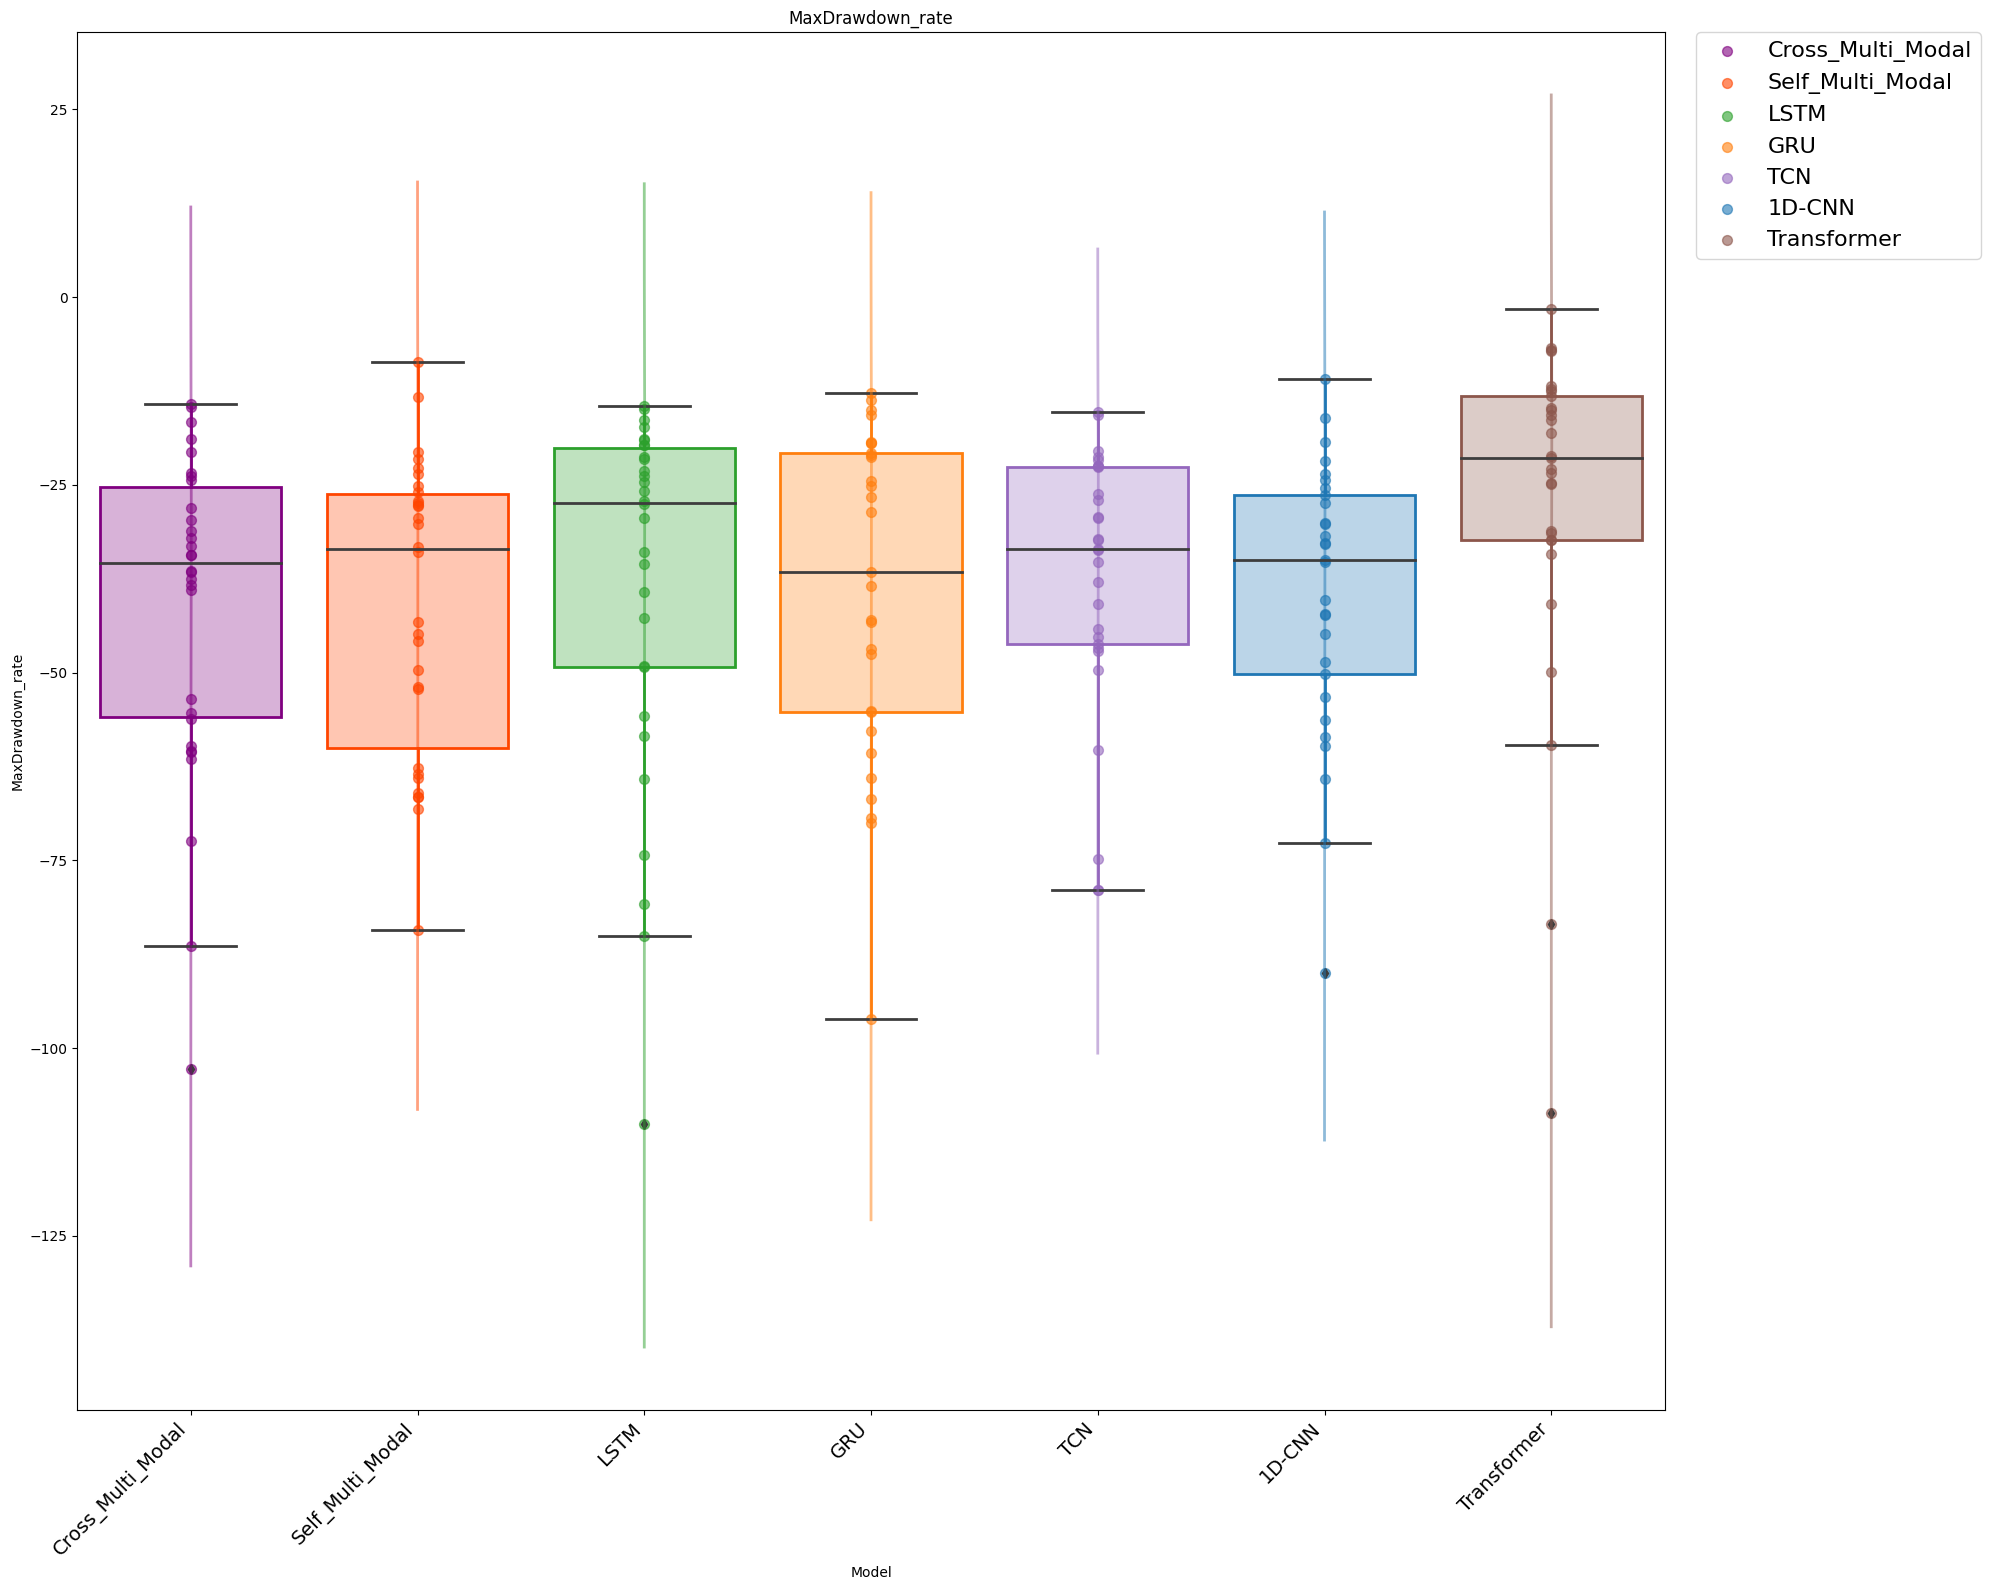 MaxDrawdown_rate
Cross_Multi_Modal
Self_Multi_Modal
LSTM
GRU
TCN
1D-CNN
Transformer
25
0
−25
−50
−75
−100
−125
MaxDrawdown_rate
Cross_Multi_Modal
Self_Multi_Modal
LSTM
GRU
TCN
1D-CNN
Transformer
Model